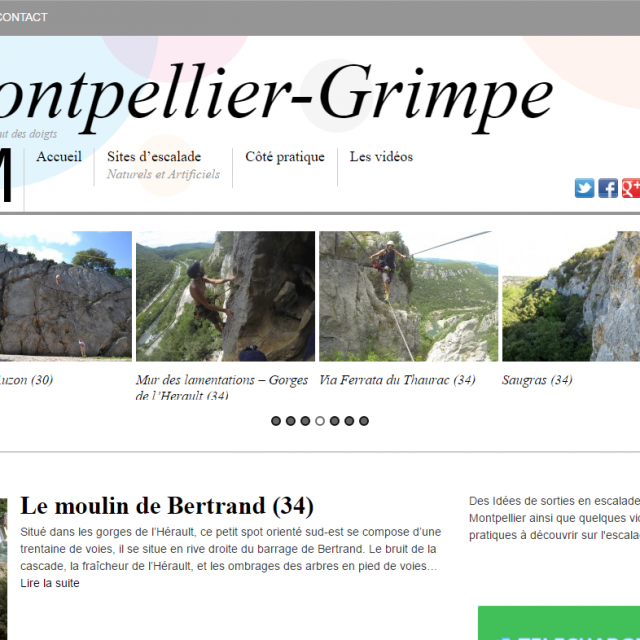 CONTACT
ontpellier-Grimpe
ut des doigts
M
Accueil
Sites d'escalade
Naturels et Artificiels
Côté pratique
Les vidéos
uzon (30)
Mur des lamentations – Gorges
de l'Herault (34)
Via Ferrata du Thaurac (34)
Saugras (34)
Le moulin de Bertrand (34)
Situé dans les gorges de l'Hérault, ce petit spot orienté sud-est se compose d'une
trentaine de voies, il se situe en rive droite du barrage de Bertrand. Le bruit de la
cascade, la fraîcheur de l'Hérault, et les ombrages des arbres en pied de voies…
Lire la suite
Des Idées de sorties en escalade
Montpellier ainsi que quelques
pratiques à découvrir sur l'escala